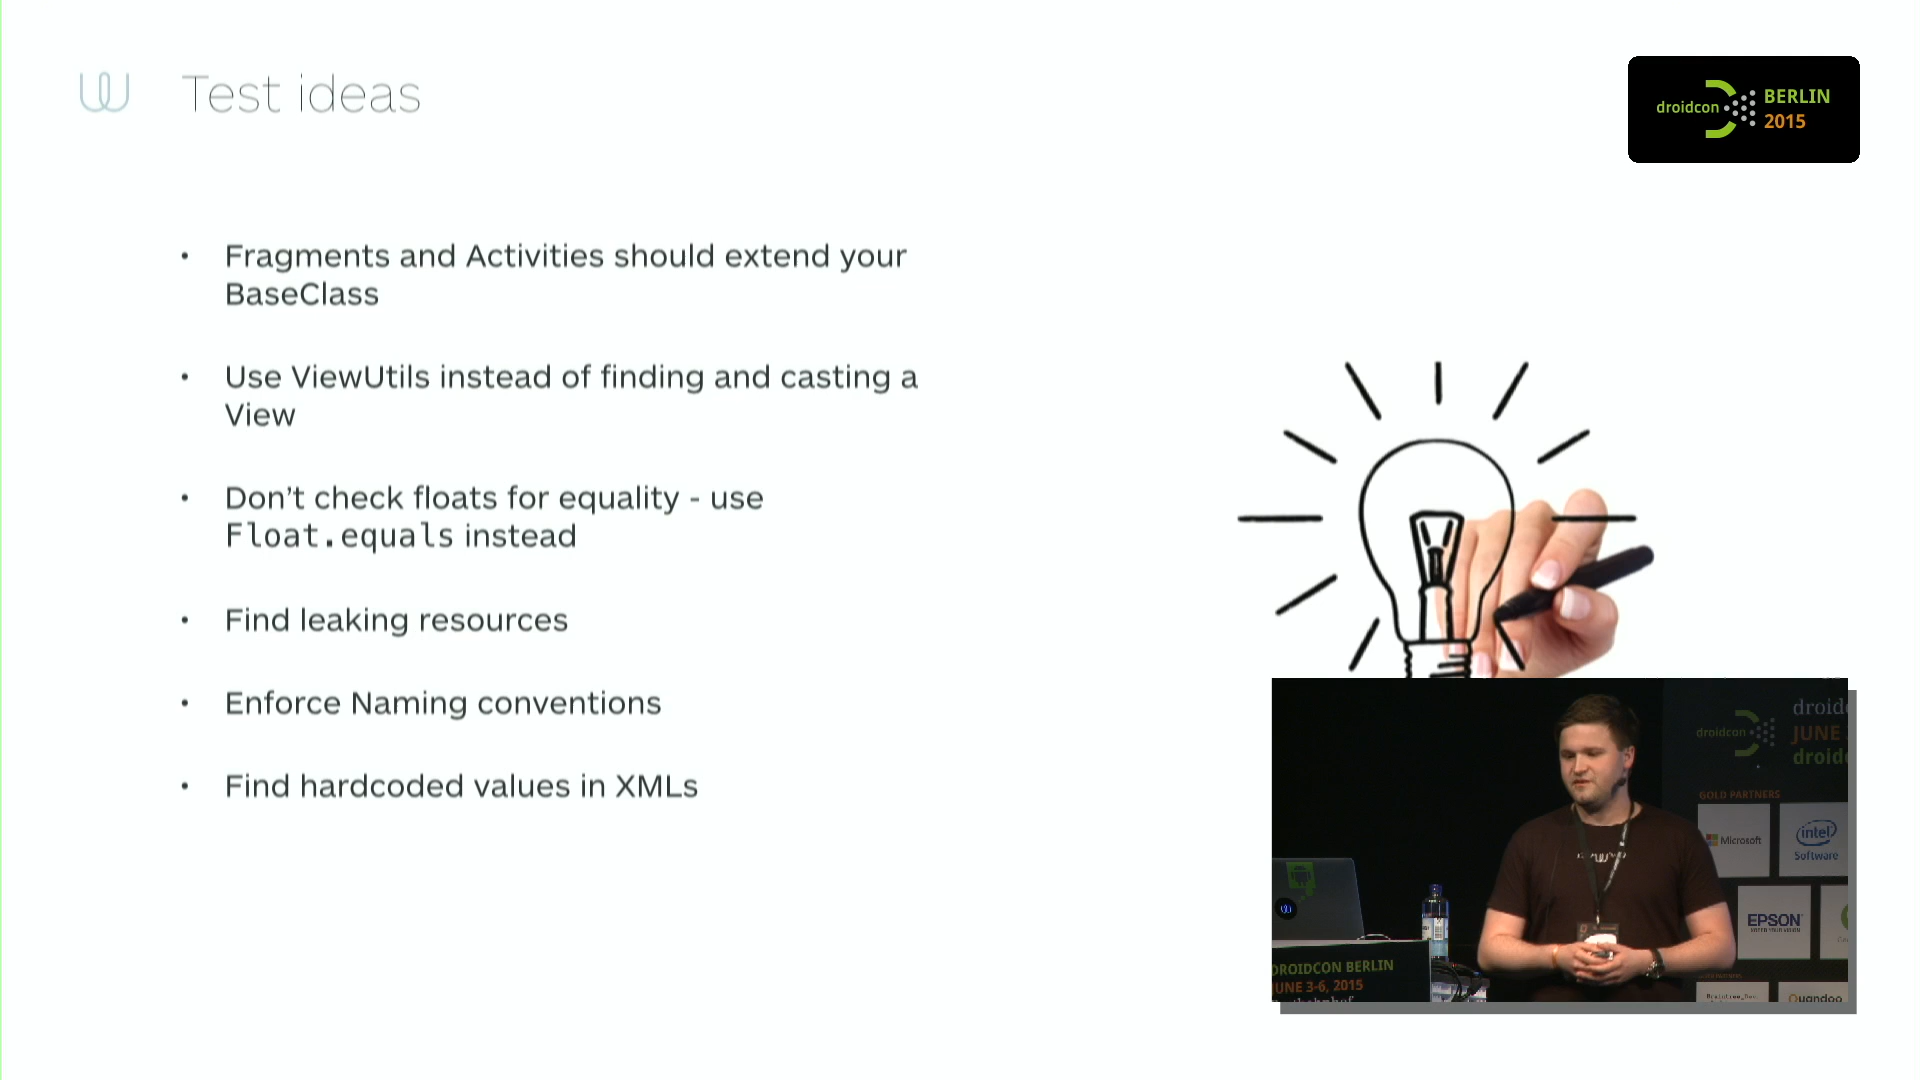 Test ideas
droidcon
BERLIN
2015
• Fragments and Activities should extend your
BaseClass
• Use ViewUtils instead of finding and casting a
View
• Don’t check floats for equality - use
Float.equals instead
• Find leaking resources
• Enforce Naming conventions
• Find hardcoded values in XMLs
droidcon
JUNE
GOLD PARTNERS
Microsoft
intel
Software
EPSON
DROIDCON BERLIN
JUNE 3-6, 2015
Quandoo